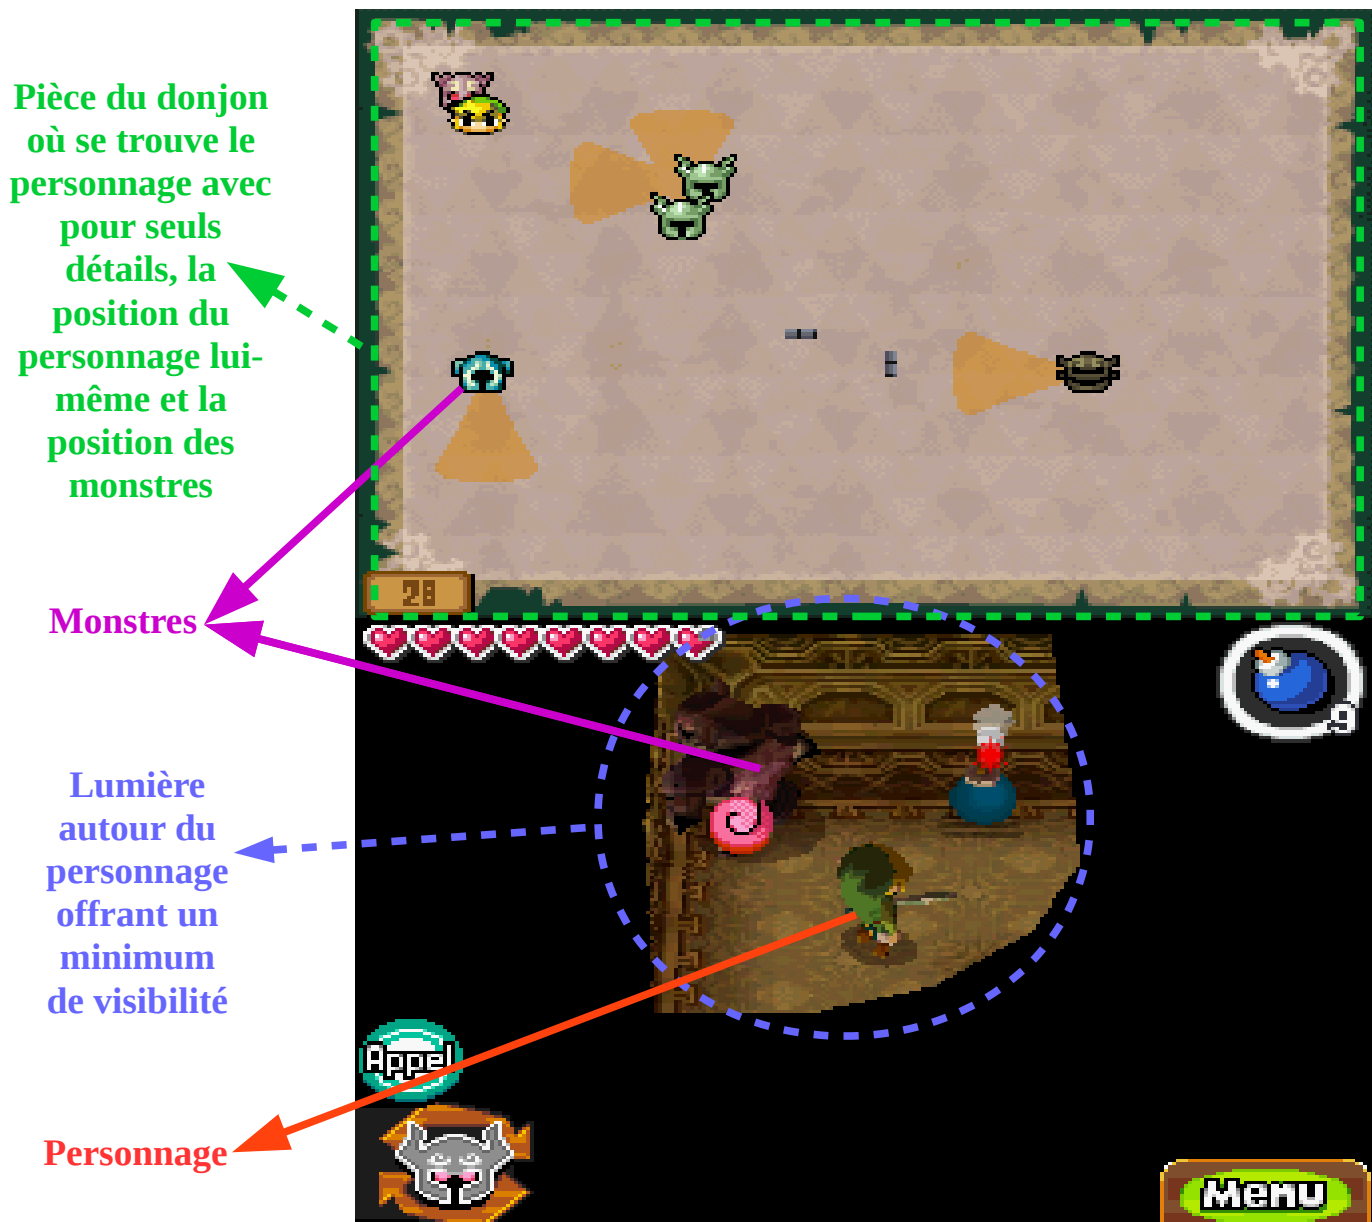 Pièce du donjon
où se trouve le
personnage avec
pour seuls
détails, la
position du
personnage lui-
même et la
position des
monstres
28
Monstres
9
Lumière
autour du
personnage
offrant un
minimum
de visibilité
Appel
Personnage
Menu